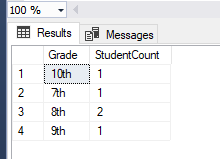 100 %
Results Messages
Grade StudentCount
1 10th 1
2 7th 1
3 8th 2
4 9th 1